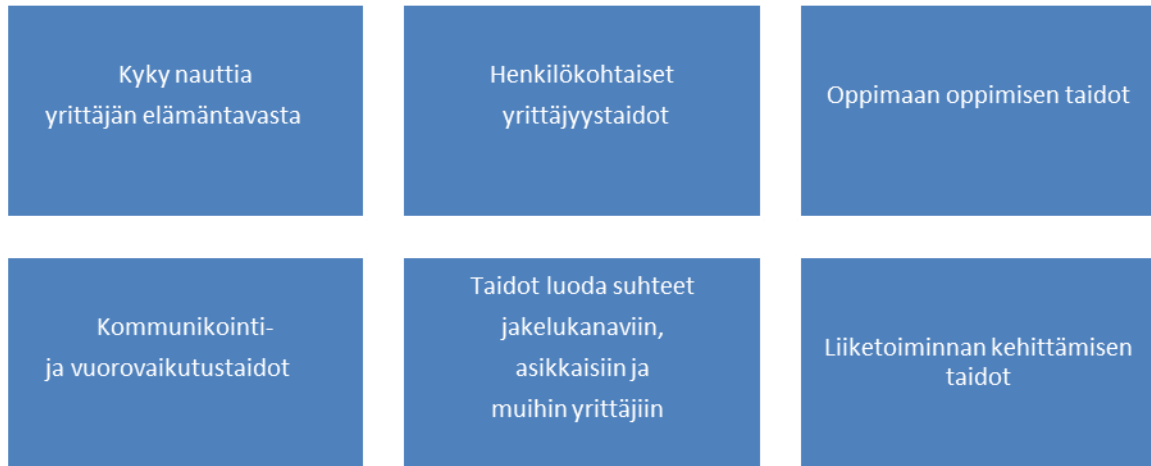 Kyky nauttia
yrittäjän elämäntavasta
Henkilökohtaiset
yrittäjyystaidot
Oppimaan oppimisen taidot
Kommunikointi-
ja vuorovaikutustaidot
Taidot luoda suhteet
jakelukanaviin,
asikkaisiin ja
muihin yrittäjiin
Liiketoiminnan kehittämisen
taidot